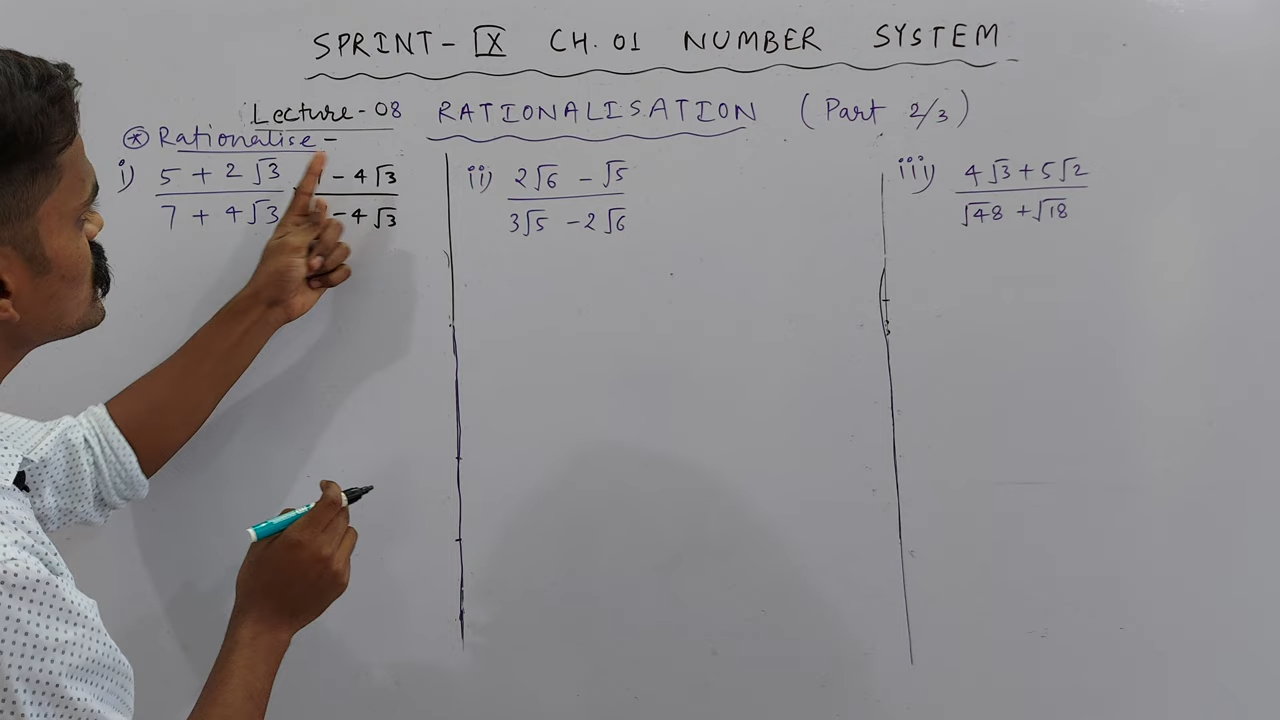 SPRINT - IX CH. 01 NUMBER SYSTEM
Lecture - 08 RATIONALISATION (Part 2/3)
* Rationalise -
i) 5 + 2√3 / 7 + 4√3 - 4√3 / - 4√3
ii) 2√6 - √5 / 3√5 - 2√6
iii) 4√3 + 5√2 / √48 + √18